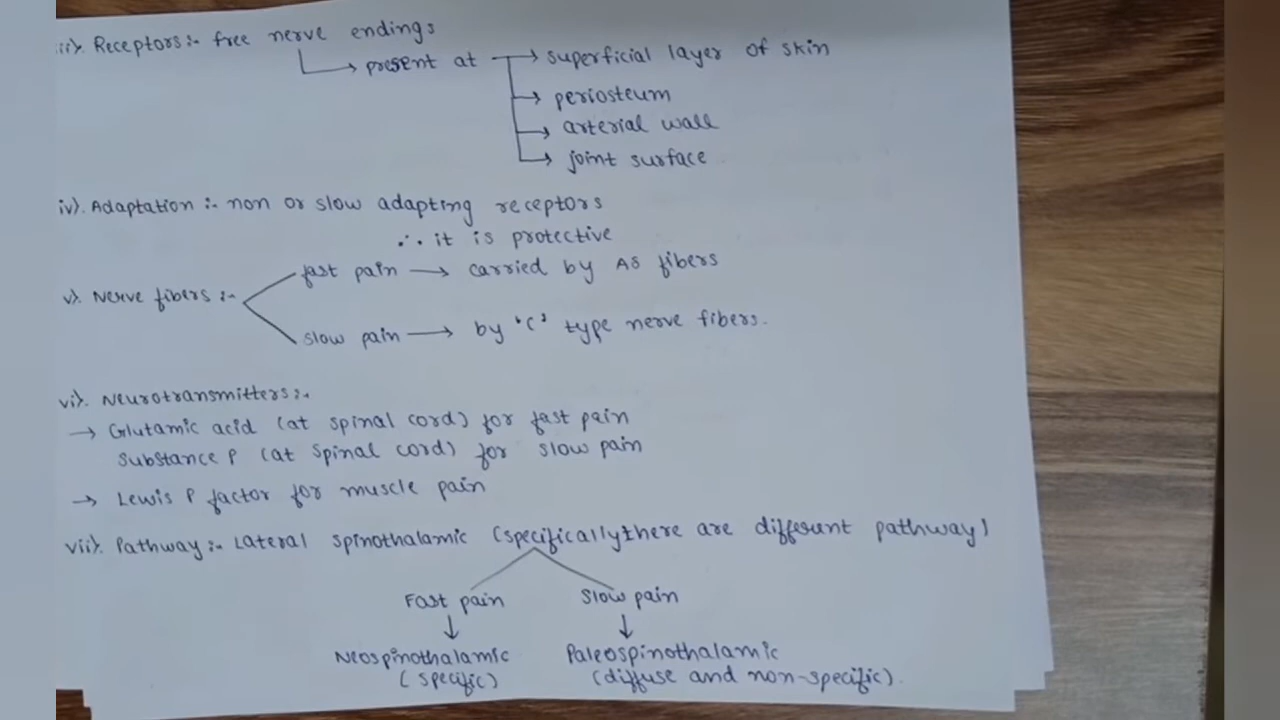 iii). Receptors :- free nerve endings
→ present at → superficial layer of skin
→ periosteum
→ arterial wall
→ joint surface
iv). Adaptation :- non or slow adapting receptors
∴ it is protective
v). Nerve fibers :-
fast pain → carried by Aδ fibers
slow pain → by 'C' type nerve fibers.
vi). Neurotransmitters :-
→ Glutamic acid (at spinal cord) for fast pain
substance P (at spinal cord) for slow pain
→ Lewis P factor for muscle pain
vii). Pathway :- Lateral spinothalamic (specifically there are different pathway)
Fast pain Slow pain
↓ ↓
Neospinothalamic Paleospinothalamic
(specific) (diffuse and non-specific).